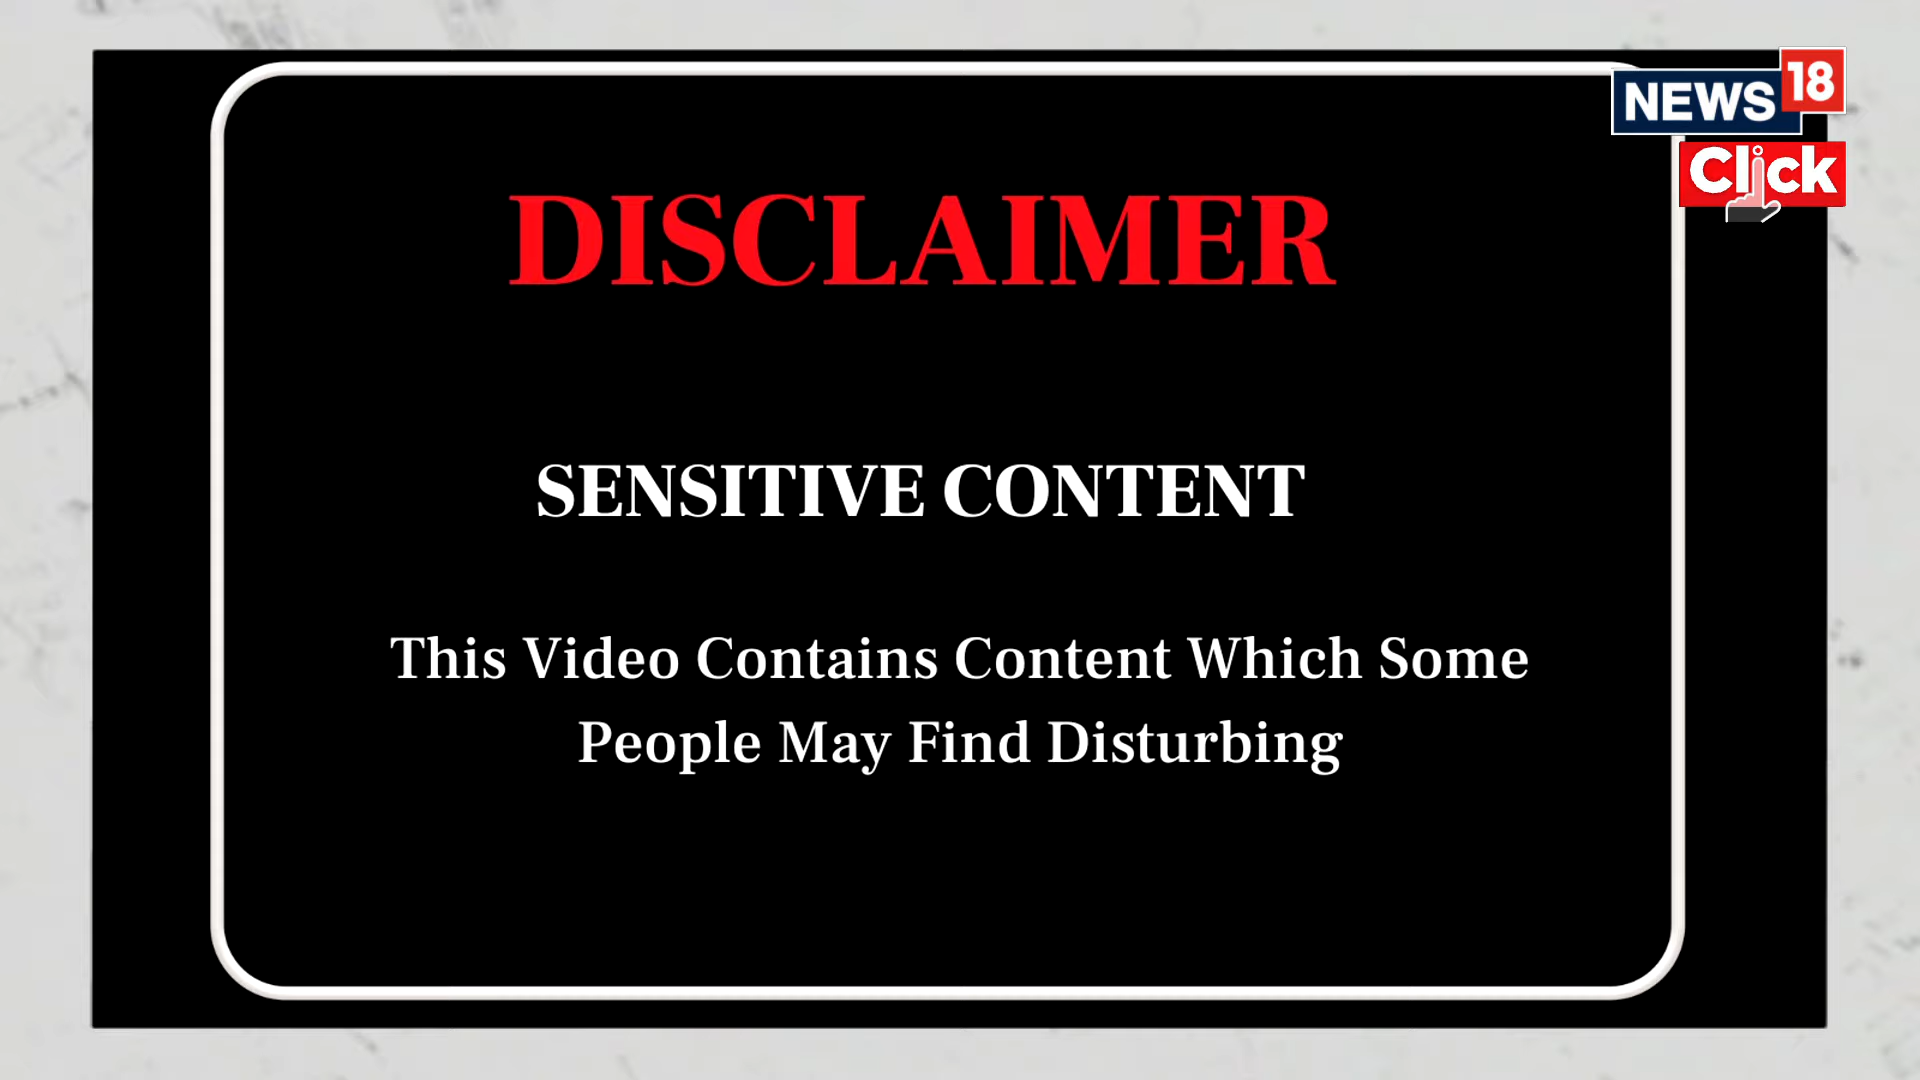 NEWS 18
Click
DISCLAIMER
SENSITIVE CONTENT
This Video Contains Content Which Some
People May Find Disturbing